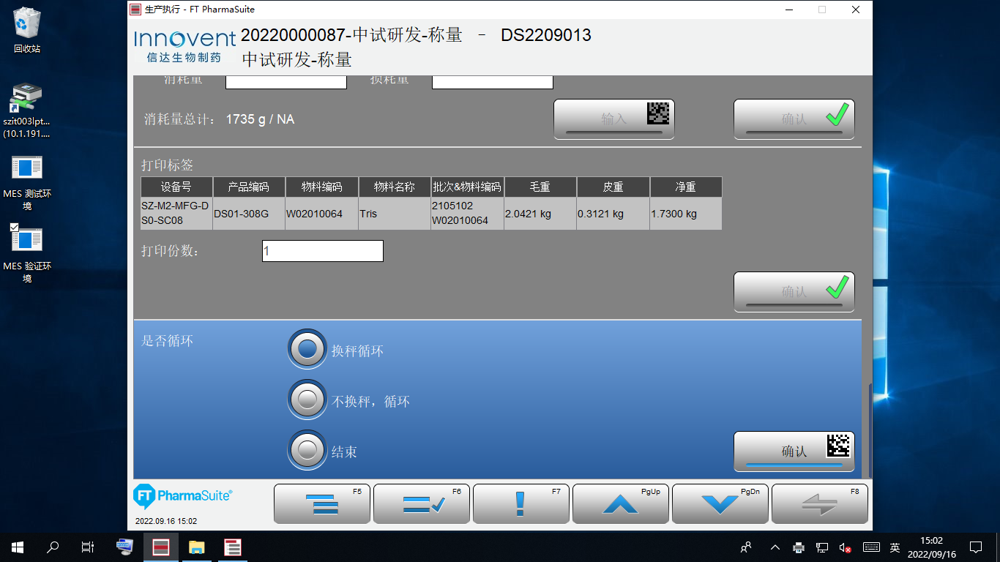 回收站
szit003lpt...
(10.1.191....
MES 测试环
境
MES 验证环
境
生产执行 - FT PharmaSuite
Innovent
信达生物制药
20220000087-中试研发-称量 － DS2209013
中试研发-称量
消耗量
损耗量
消耗量总计： 1735 g / NA
输入
确认
打印标签
设备号 产品编码 物料编码 物料名称 批次&物料编码 毛重 皮重 净重
SZ-M2-MFG-D
S0-SC08
DS01-308G
W02010064
Tris
2105102
W02010064
2.0421 kg
0.3121 kg
1.7300 kg
打印份数：
1
确认
是否循环
换秤循环
不换秤，循环
结束
确认
FT PharmaSuite®
2022.09.16 15:02
F5
F6
F7
PgUp
PgDn
F8
英
15:02
2022/09/16